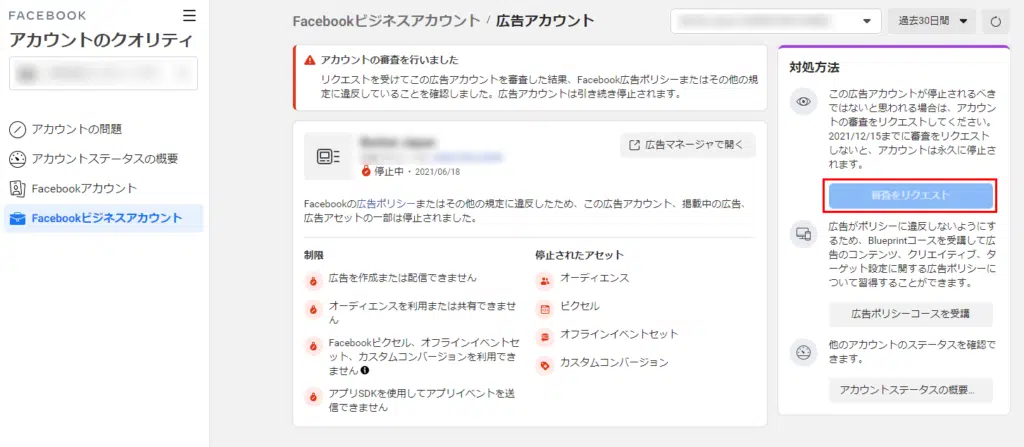 FACEBOOK
アカウントのクオリティ
アカウントの問題
アカウントステータスの概要
Facebookアカウント
Facebookビジネスアカウント
Facebookビジネスアカウント / 広告アカウント
過去30日間
アカウントの審査を行いました
リクエストを受けてこの広告アカウントを審査した結果、Facebook広告ポリシーまたはその他の規
定に違反していることを確認しました。広告アカウントは引き続き停止されます。
広告マネージャで開く
停止中・2021/06/18
Facebookの広告ポリシーまたはその他の規定に違反したため、この広告アカウント、掲載中の広告、
広告アセットの一部は停止されました。
制限
広告を作成または配信できません
オーディエンスを利用または共有できませ
ん
Facebookピクセル、オフラインイベントセ
ット、カスタムコンバージョンを利用でき
ません
アプリSDKを使用してアプリイベントを送
信できません
停止されたアセット
オーディエンス
ピクセル
オフラインイベントセット
カスタムコンバージョン
対処方法
この広告アカウントが停止されるべき
ではないと思われる場合は、アカウン
トの審査をリクエストしてください。
2021/12/15までに審査をリクエスト
しないと、アカウントは永久に停止さ
れます。
審査をリクエスト
広告がポリシーに違反しないようにす
るため、Blueprintコースを受講して広
告のコンテンツ、クリエイティブ、タ
ーゲット設定に関する広告ポリシーに
ついて習得することができます。
広告ポリシーコースを受講
他のアカウントのステータスを確認で
きます。
アカウントステータスの概要...